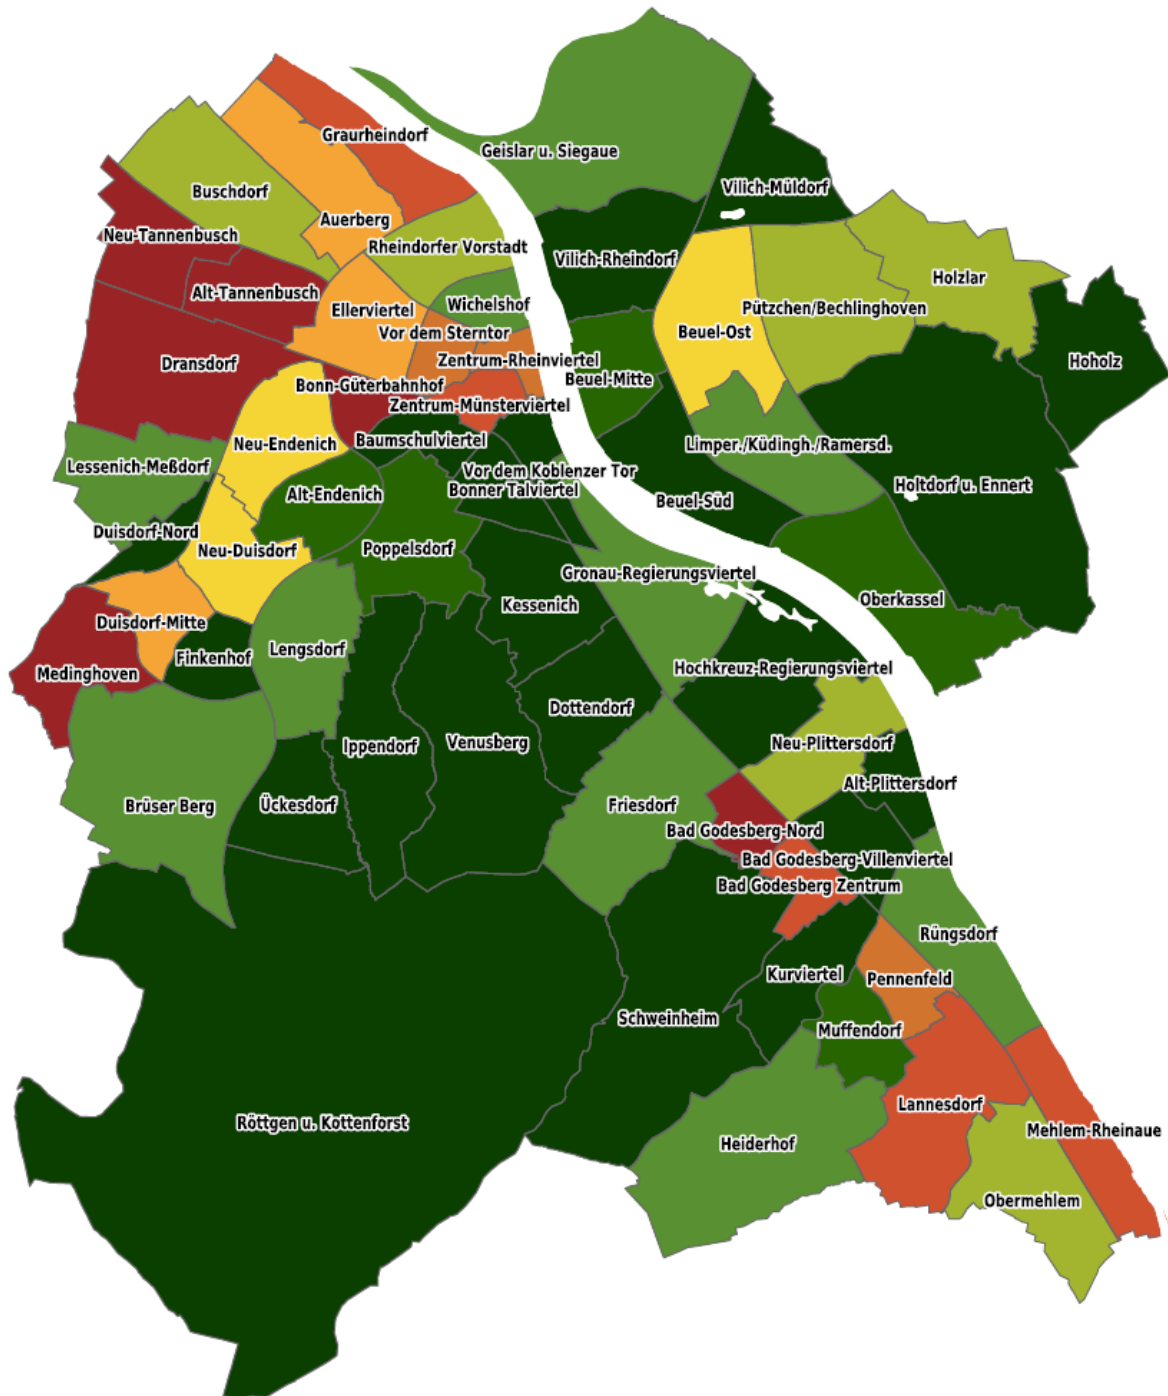 Graurheindorf
Geislar u. Siegaue
Buschdorf
Vilich-Müldorf
Auerberg
Neu-Tannenbusch
Rheindorfer Vorstadt
Vilich-Rheindorf
Holzlar
Alt-Tannenbusch
Wichelshof
Ellerviertel
Pützchen/Bechlinghoven
Vor dem Sterntor
Beuel-Ost
Zentrum-Rheinviertel
Dransdorf
Hoholz
Beuel-Mitte
Bonn-Güterbahnhof
Zentrum-Münsterviertel
Neu-Endenich
Baumschulviertel
Limper./Küdingh./Ramersd.
Lessenich-Meßdorf
Vor dem Koblenzer Tor
Holtdorf u. Ennert
Bonner Talviertel
Alt-Endenich
Beuel-Süd
Duisdorf-Nord
Neu-Duisdorf
Poppelsdorf
Gronau-Regierungsviertel
Oberkassel
Kessenich
Duisdorf-Mitte
Lengsdorf
Finkenhof
Hochkreuz-Regierungsviertel
Medinghoven
Dottendorf
Ippendorf
Venusberg
Neu-Plittersdorf
Alt-Plittersdorf
Brüser Berg
Ückesdorf
Friesdorf
Bad Godesberg-Nord
Bad Godesberg-Villenviertel
Bad Godesberg Zentrum
Rüngsdorf
Kurviertel
Pennenfeld
Schweinheim
Muffendorf
Lannesdorf
Röttgen u. Kottenforst
Mehlem-Rheinaue
Heiderhof
Obermehlem